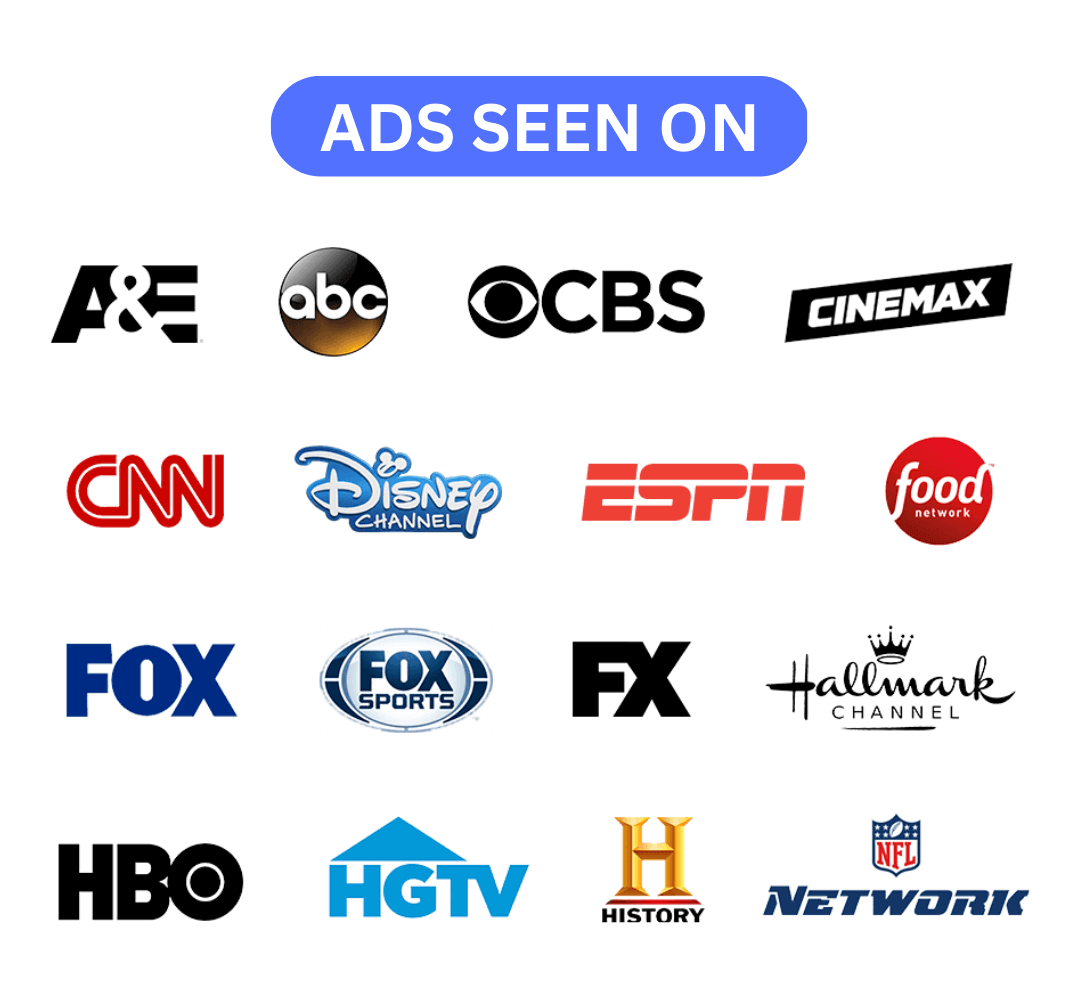 ADS SEEN ON
A&E
abc
CBS
CINEMAX
CNN
DISNEY
CHANNEL
ESPN
food
network
FOX
FOX
SPORTS
FX
Hallmark
CHANNEL
HBO
HGTV
H
HISTORY
NFL
NETWORK